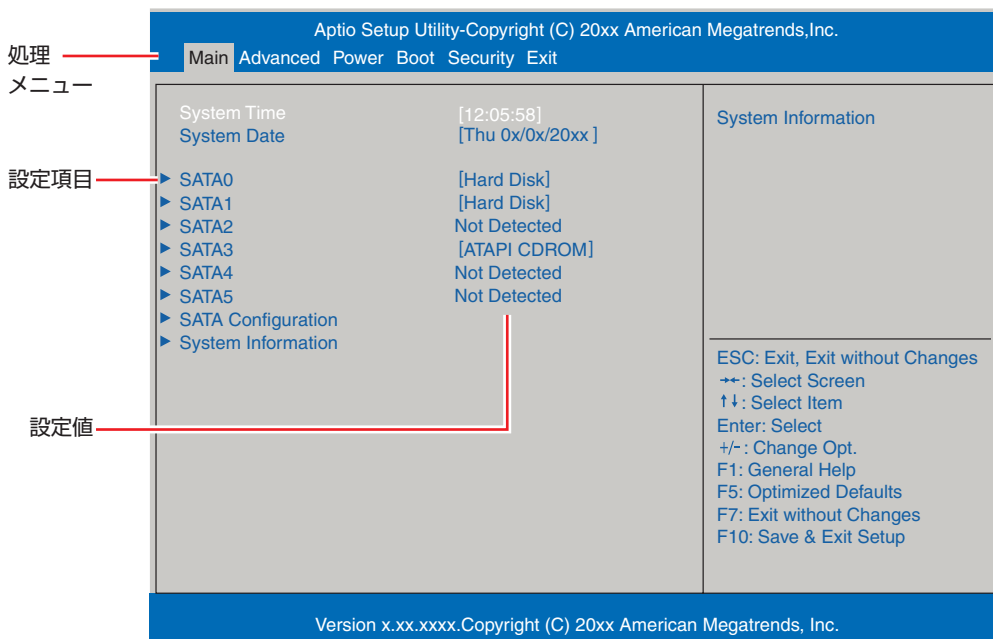 Aptio Setup Utility-Copyright (C) 20xx American Megatrends,Inc.
処理
メニュー
Main Advanced Power Boot Security Exit
System Time [12:05:58]
System Date [Thu 0x/0x/20xx ]
System Information
設定項目
▶ SATA0 [Hard Disk]
▶ SATA1 [Hard Disk]
▶ SATA2 Not Detected
▶ SATA3 [ATAPI CDROM]
▶ SATA4 Not Detected
▶ SATA5 Not Detected
▶ SATA Configuration
▶ System Information
設定値
ESC: Exit, Exit without Changes
→←: Select Screen
↑↓: Select Item
Enter: Select
+/- : Change Opt.
F1: General Help
F5: Optimized Defaults
F7: Exit without Changes
F10: Save & Exit Setup
Version x.xx.xxxx.Copyright (C) 20xx American Megatrends, Inc.